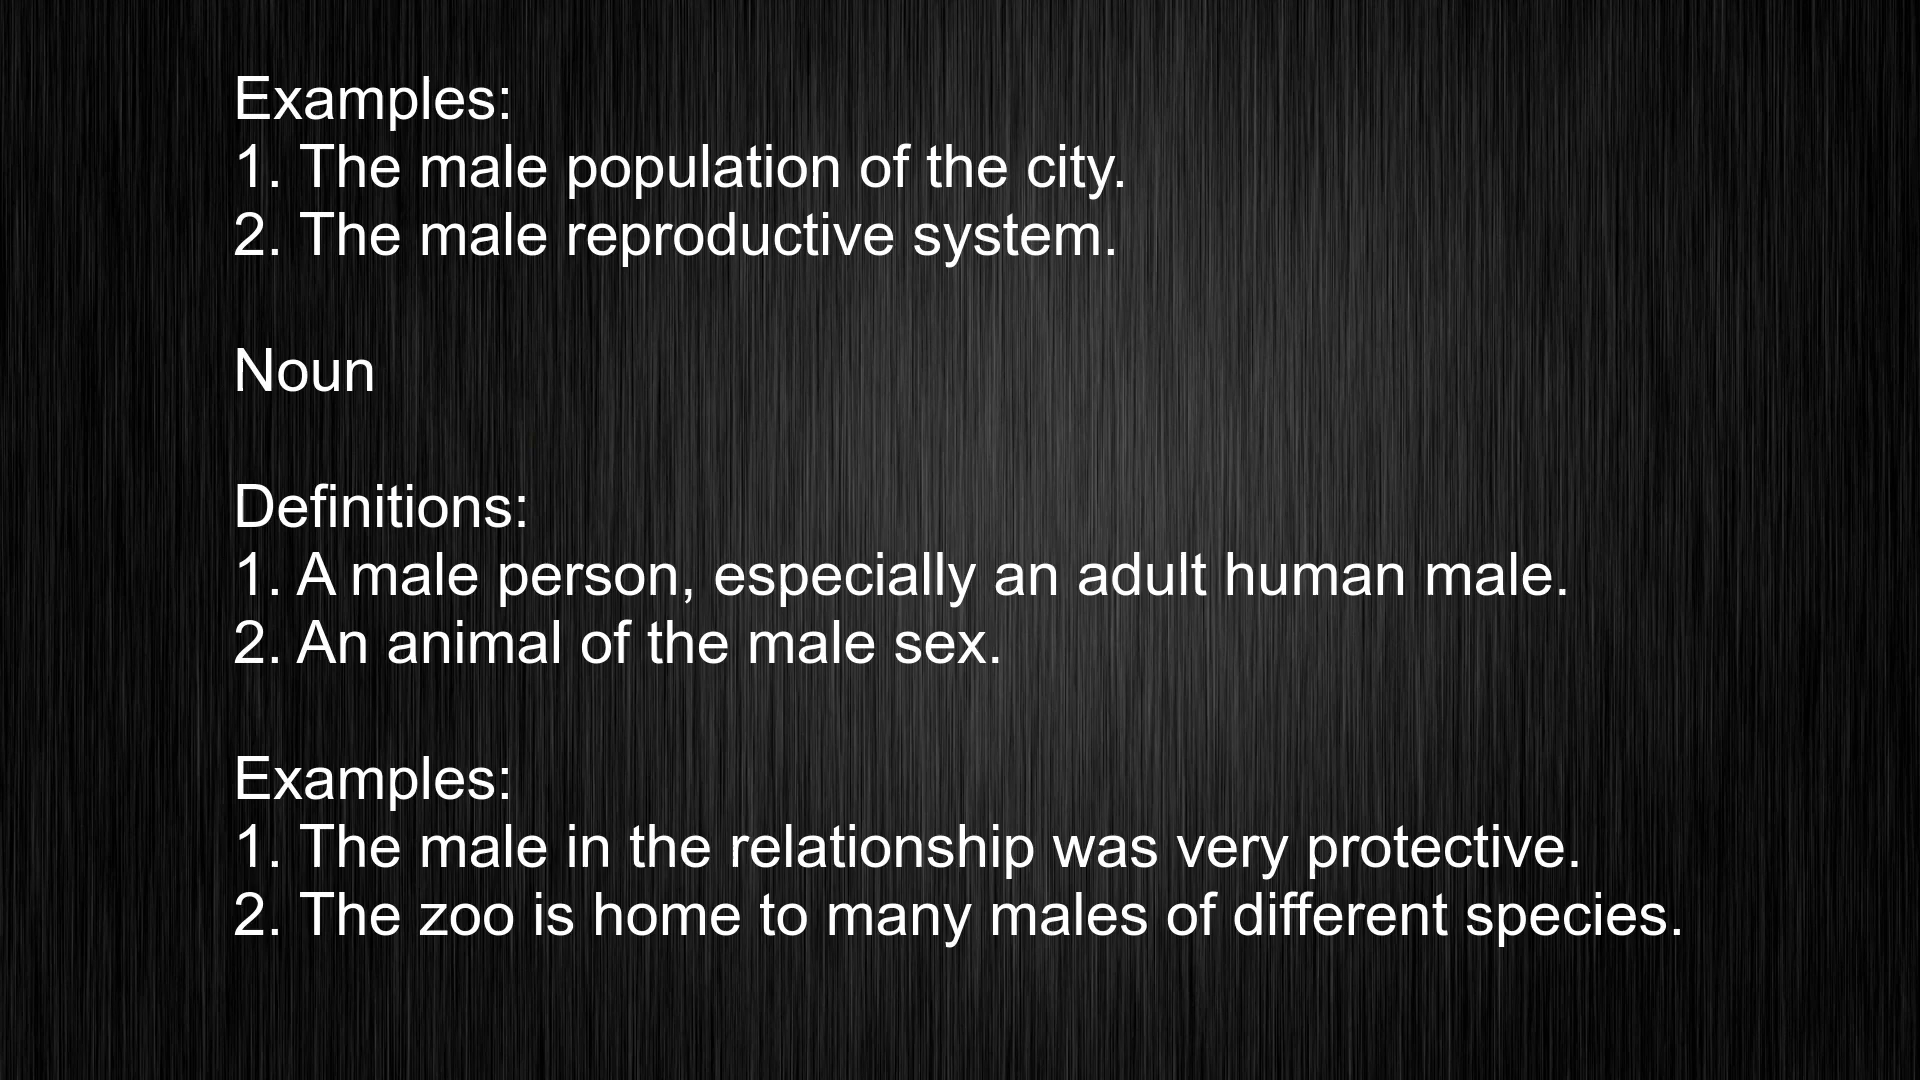 Examples:
1. The male population of the city.
2. The male reproductive system.
Noun
Definitions:
1. A male person, especially an adult human male.
2. An animal of the male sex.
Examples:
1. The male in the relationship was very protective.
2. The zoo is home to many males of different species.